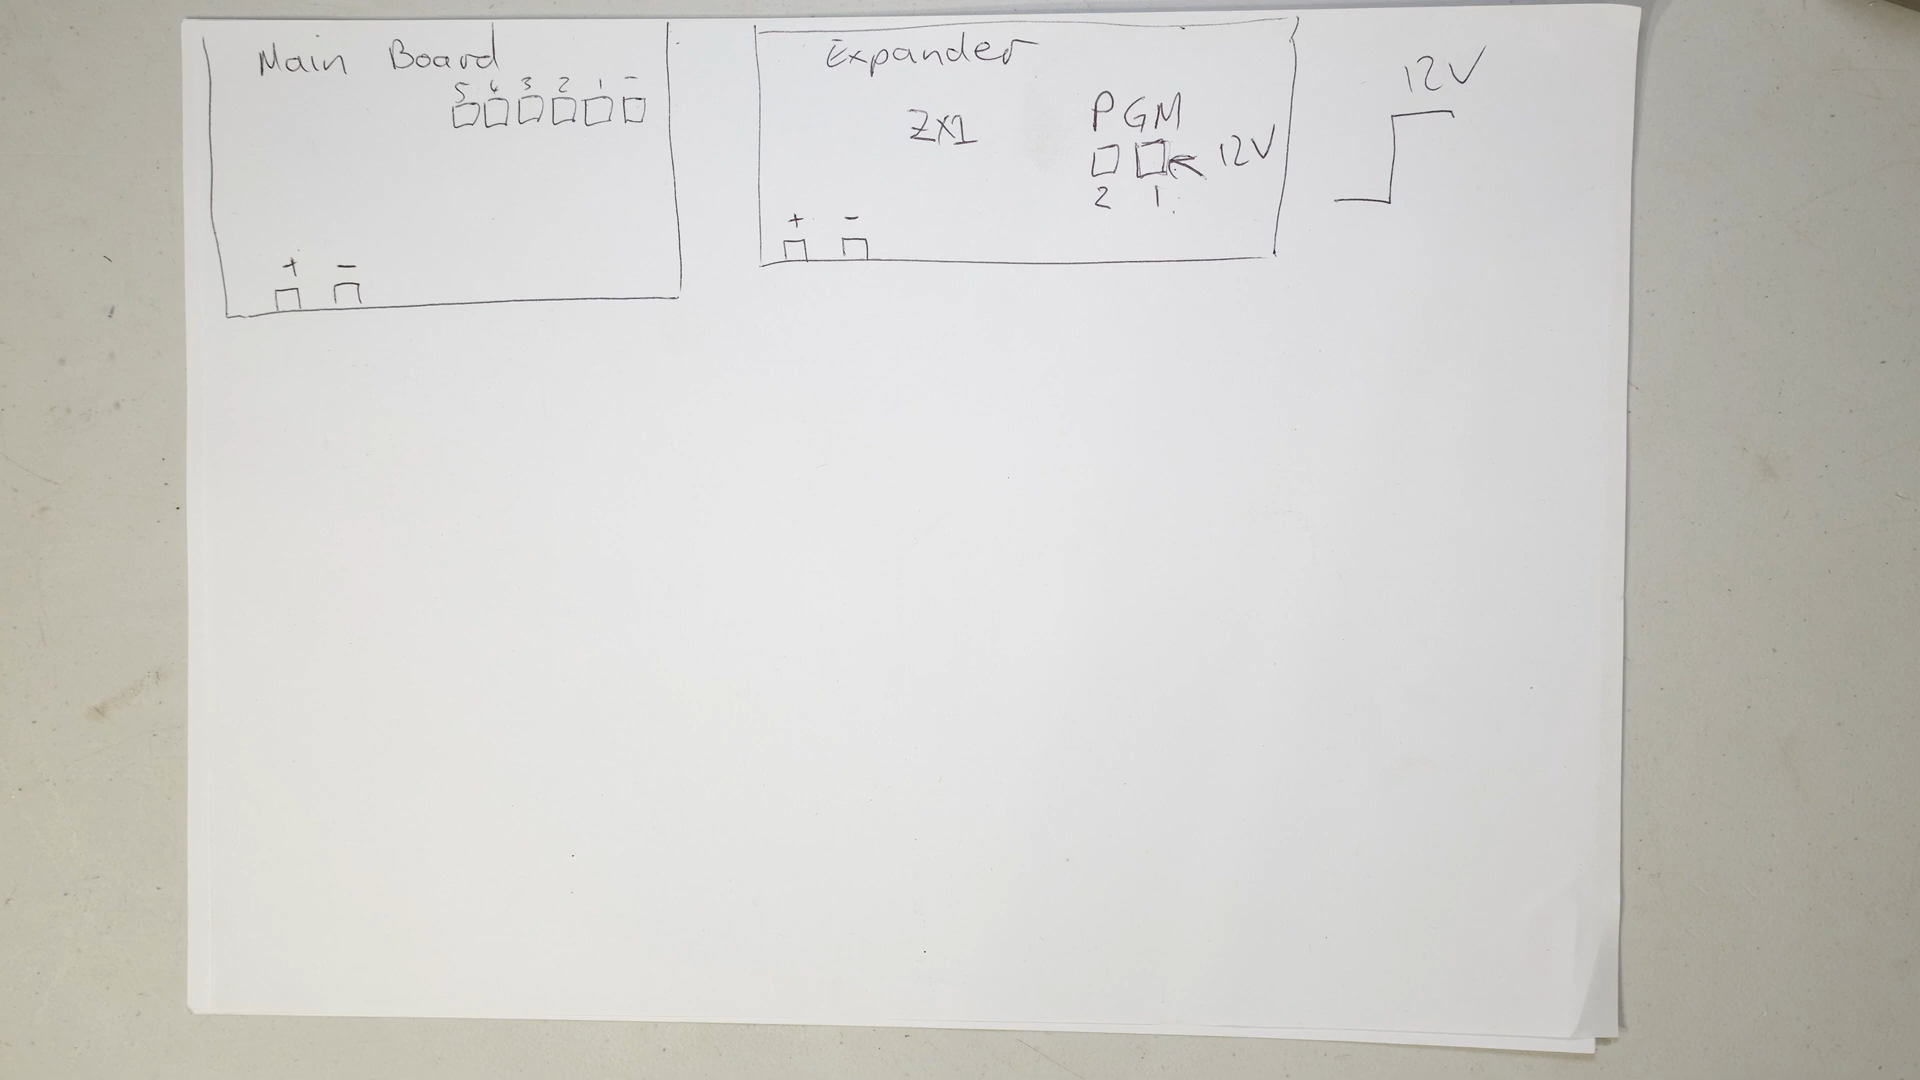 Main Board
5 4 3 2 1 -
+ -
Expander
ZX1
PGM
12V
2 1
+ -
12V